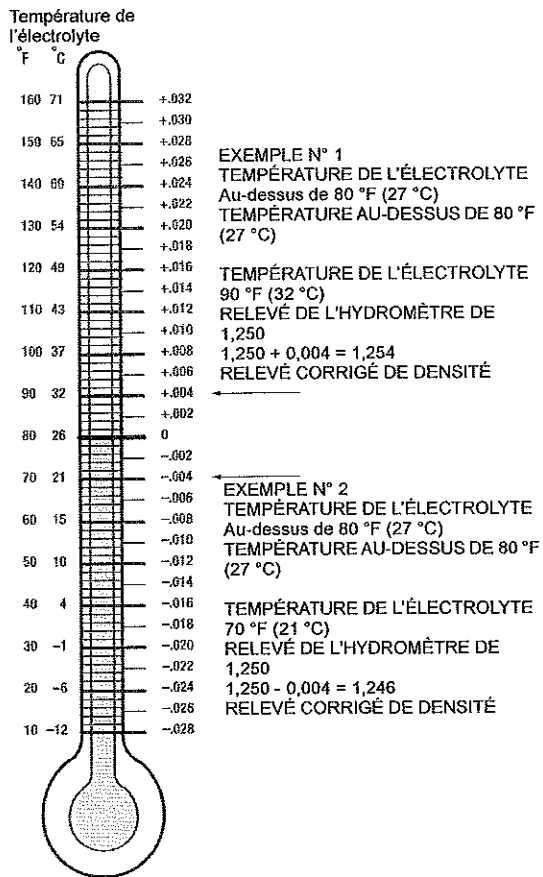 Température de
l'électrolyte
°F °C
160 71 +.032
+.030
150 65 +.028
+.026
140 60 +.024
+.022
130 54 +.020
+.018
120 49 +.016
+.014
110 43 +.012
+.010
100 37 +.008
+.006
90 32 +.004
+.002
80 26 0
-.002
70 21 -.004
-.006
60 15 -.008
-.010
50 10 -.012
-.014
40 4 -.016
-.018
30 -1 -.020
-.022
20 -6 -.024
-.026
10 -12 -.028
EXEMPLE N° 1
TEMPÉRATURE DE L'ÉLECTROLYTE
Au-dessus de 80 °F (27 °C)
TEMPÉRATURE AU-DESSUS DE 80 °F
(27 °C)
TEMPÉRATURE DE L'ÉLECTROLYTE
90 °F (32 °C)
RELEVÉ DE L'HYDROMÈTRE DE
1,250
1,250 + 0,004 = 1,254
RELEVÉ CORRIGÉ DE DENSITÉ
EXEMPLE N° 2
TEMPÉRATURE DE L'ÉLECTROLYTE
Au-dessus de 80 °F (27 °C)
TEMPÉRATURE AU-DESSUS DE 80 °F
(27 °C)
TEMPÉRATURE DE L'ÉLECTROLYTE
70 °F (21 °C)
RELEVÉ DE L'HYDROMÈTRE DE
1,250
1,250 - 0,004 = 1,246
RELEVÉ CORRIGÉ DE DENSITÉ